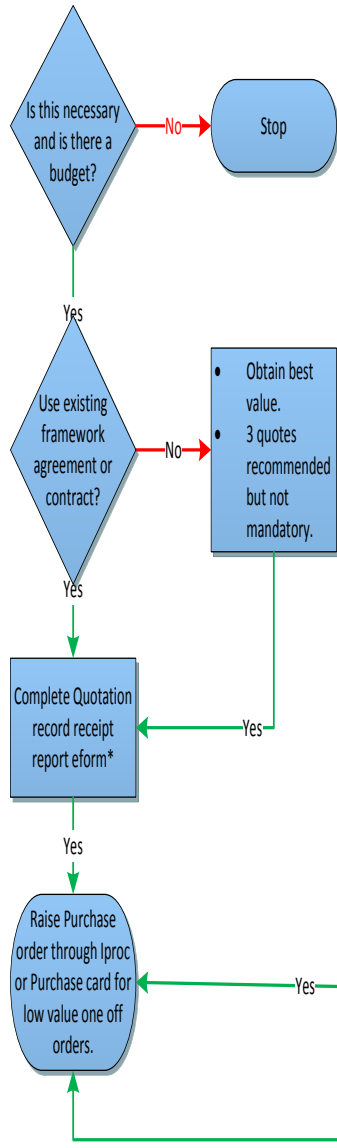 Is this necessary
and is there a
budget?
No
Stop
Yes
Use existing
framework
agreement or
contract?
No
• Obtain best
value.
• 3 quotes
recommended
but not
mandatory.
Yes
Complete Quotation
record receipt
report eform*
Yes
Yes
Raise Purchase
order through Iproc
or Purchase card for
low value one off
orders.
Yes